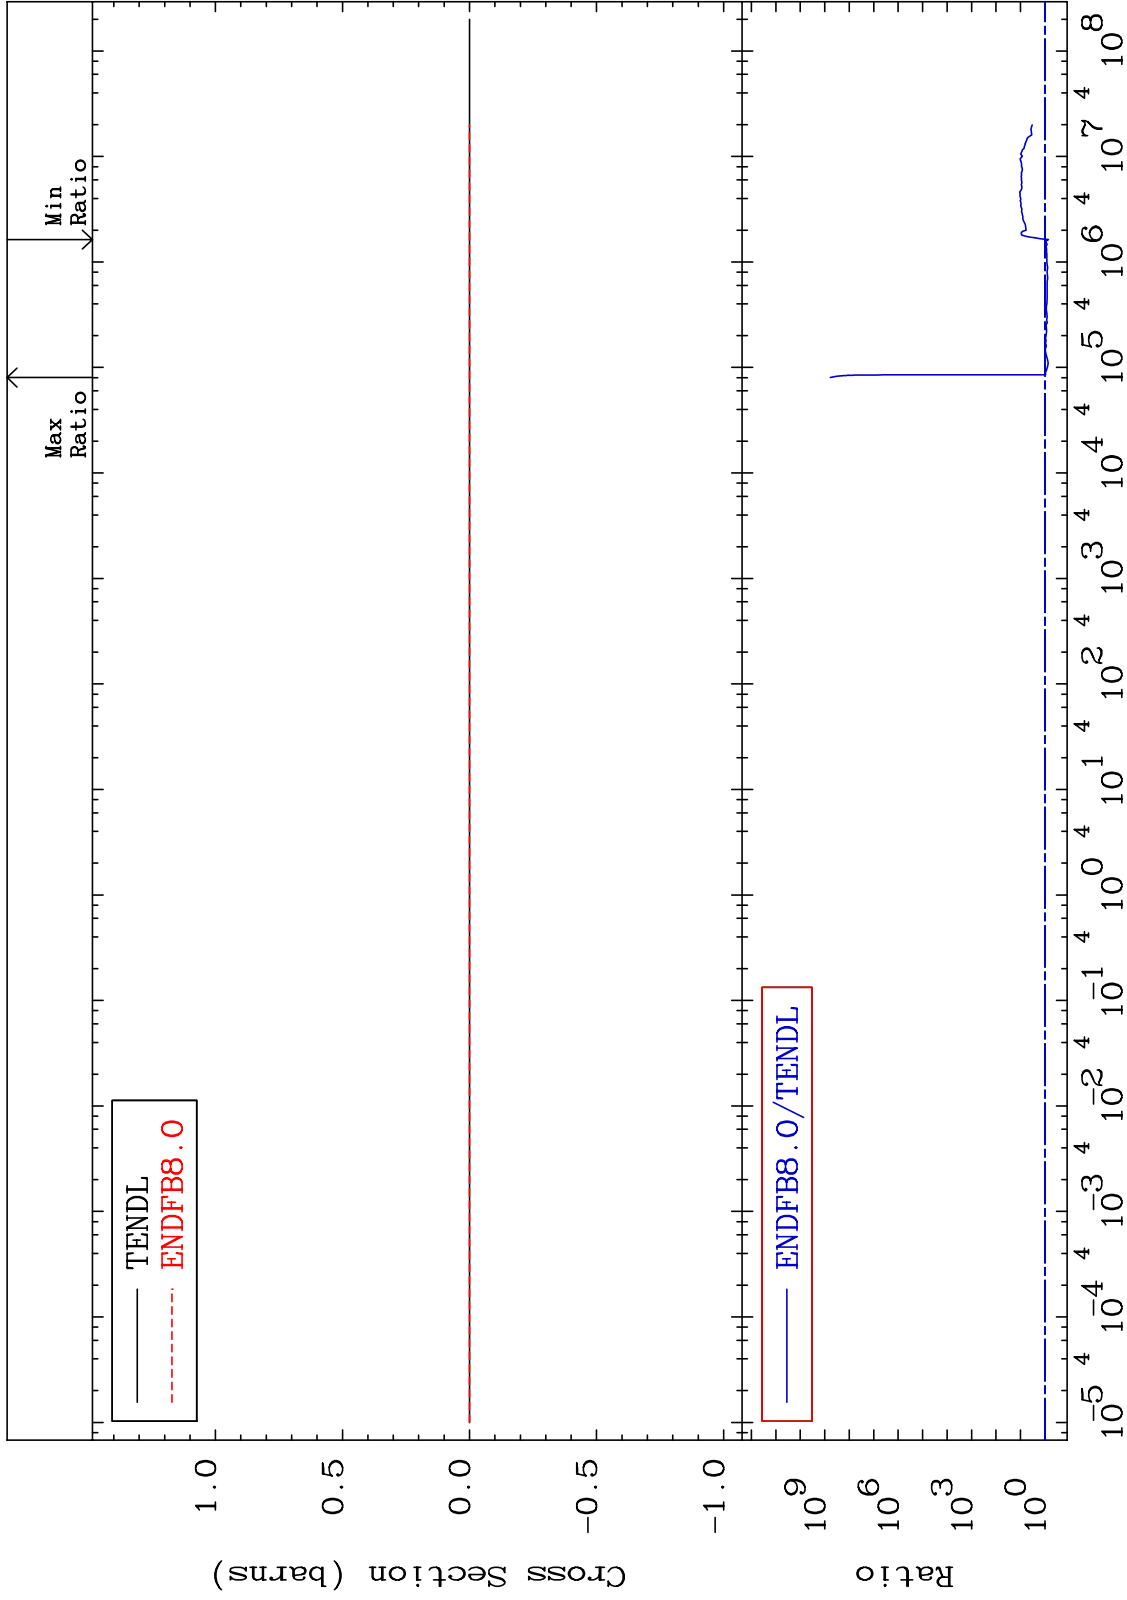 Max
Ratio
Min
Ratio
TENDL
ENDFB8.0
1.0
0.5
0.0
-0.5
-1.0
Cross Section (barns)
ENDFB8.0/TENDL
10^9
10^6
10^3
10^0
Ratio
10^-5 4 10^-4 4 10^-3 4 10^-2 4 10^-1 4 10^0 4 10^1 4 10^2 4 10^3 4 10^4 4 10^5 4 10^6 4 10^7 4 10^8